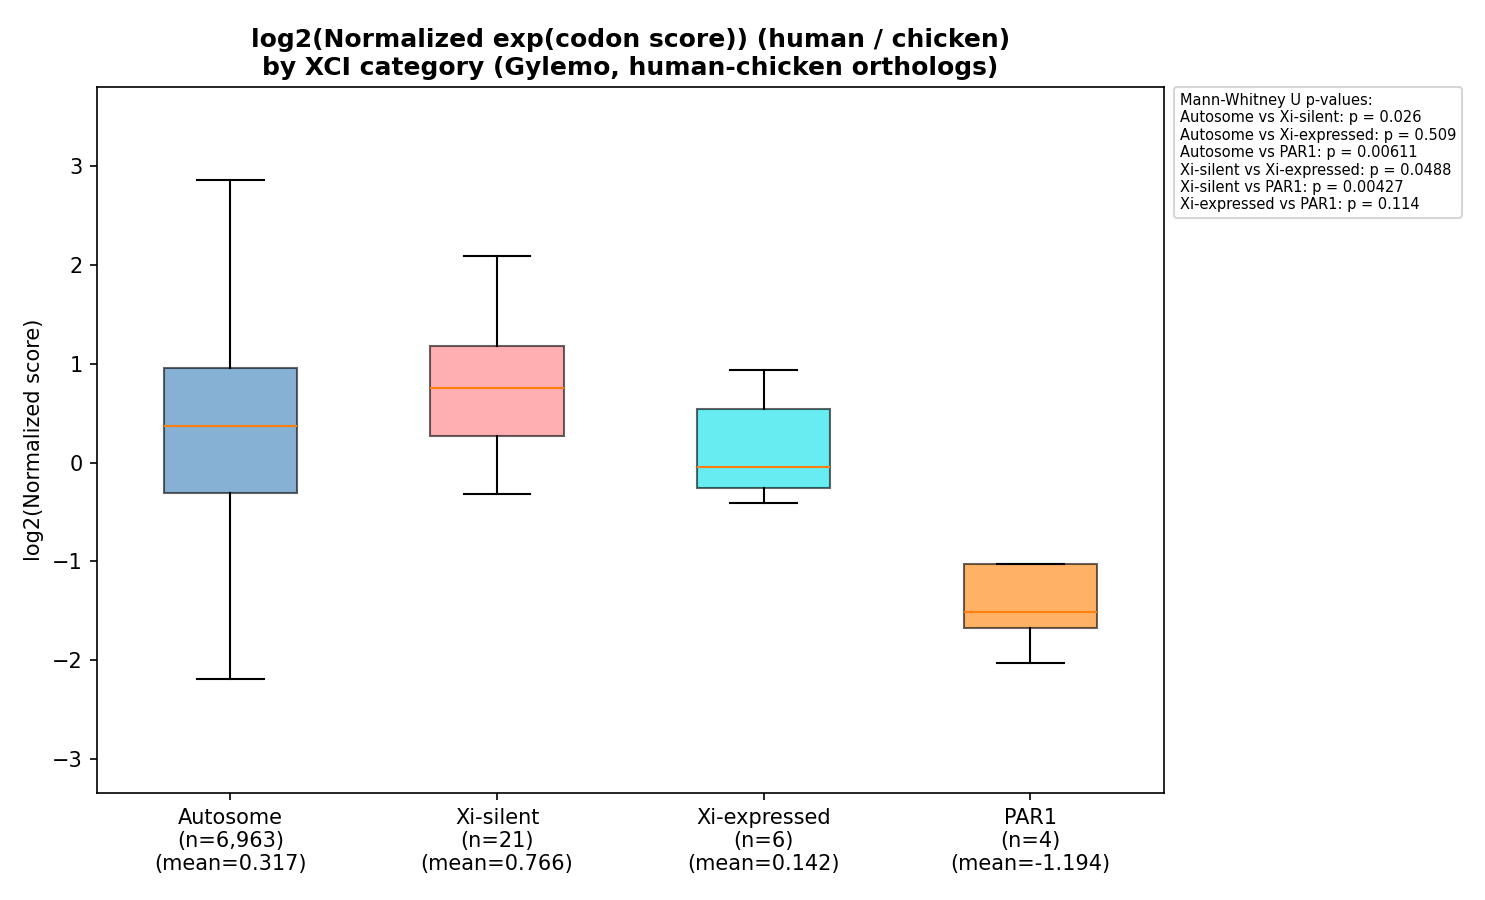 log2(Normalized exp(codon score)) (human / chicken)
by XCI category (Gylemo, human-chicken orthologs)
Mann-Whitney U p-values:
Autosome vs Xi-silent: p = 0.026
Autosome vs Xi-expressed: p = 0.509
Autosome vs PAR1: p = 0.00611
Xi-silent vs Xi-expressed: p = 0.0488
Xi-silent vs PAR1: p = 0.00427
Xi-expressed vs PAR1: p = 0.114
log2(Normalized score)
3
2
1
0
−1
−2
−3
Autosome
(n=6,963)
(mean=0.317)
Xi-silent
(n=21)
(mean=0.766)
Xi-expressed
(n=6)
(mean=0.142)
PAR1
(n=4)
(mean=-1.194)